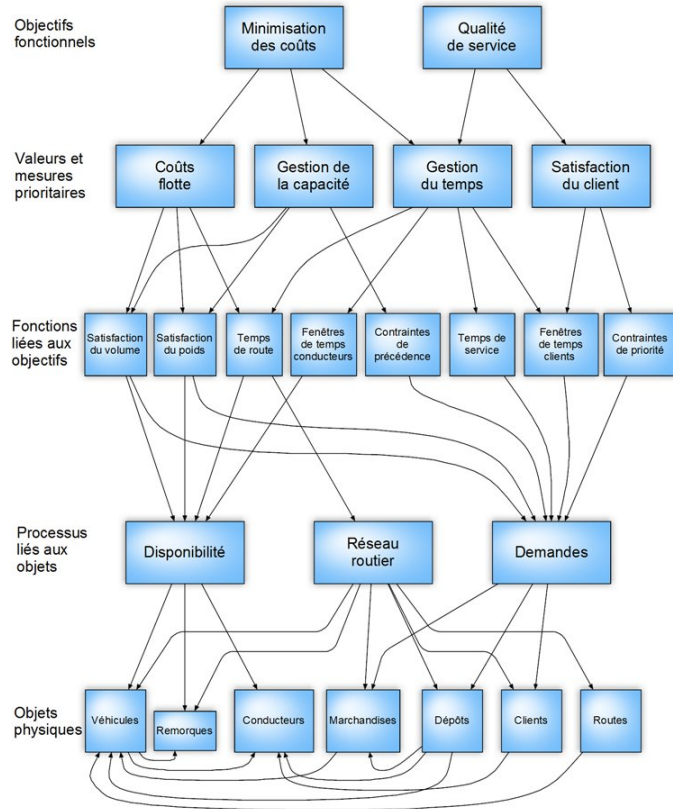 Objectifs
fonctionnels
Minimisation
des coûts
Qualité
de service
Valeurs et
mesures
prioritaires
Coûts
flotte
Gestion de
la capacité
Gestion
du temps
Satisfaction
du client
Fonctions
liées aux
objectifs
Satisfaction
du volume
Satisfaction
du poids
Temps
de route
Fenêtres
de temps
conducteurs
Contraintes
de
précédence
Temps de
service
Fenêtres
de temps
clients
Contraintes
de priorité
Processus
liés aux
objets
Disponibilité
Réseau
routier
Demandes
Objets
physiques
Véhicules
Remorques
Conducteurs
Marchandises
Dépôts
Clients
Routes